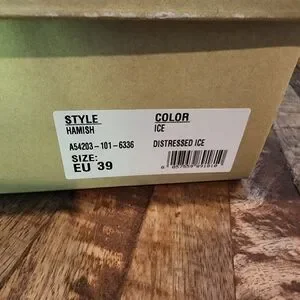 STYLE COLOR
HAMISH ICE
A54203-101-6336 DISTRESSED ICE
SIZE:
EU 39